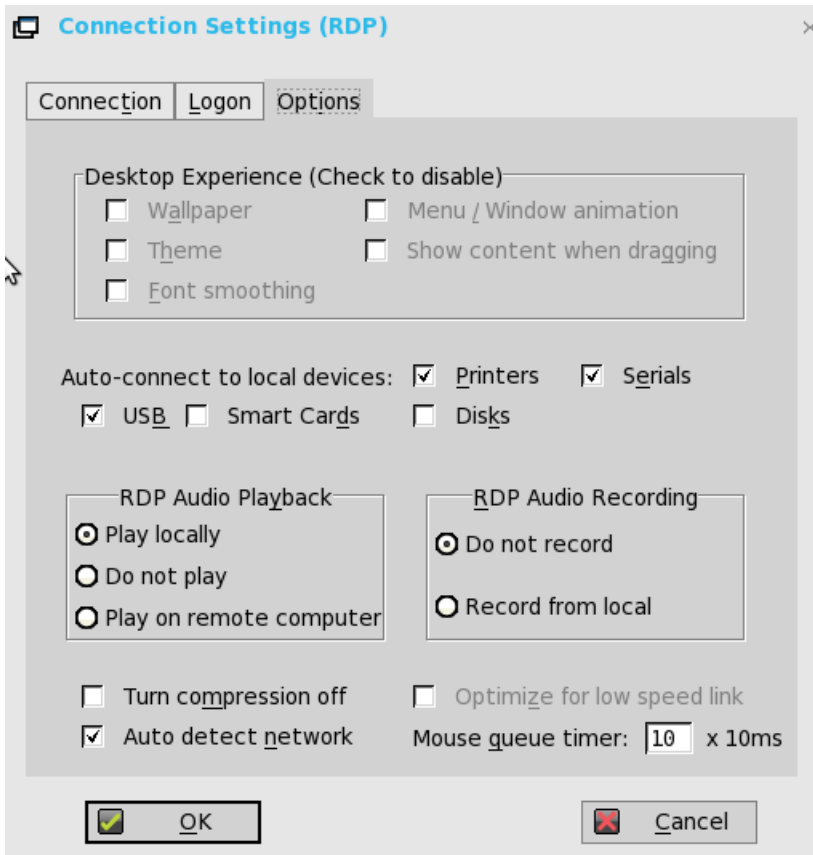 Connection Settings (RDP)
Connection Logon Options
Desktop Experience (Check to disable)
Wallpaper Menu / Window animation
Theme Show content when dragging
Font smoothing
Auto-connect to local devices: Printers Serials
USB Smart Cards Disks
RDP Audio Playback
Play locally
Do not play
Play on remote computer
RDP Audio Recording
Do not record
Record from local
Turn compression off Optimize for low speed link
Auto detect network Mouse queue timer: 10 x 10ms
OK Cancel